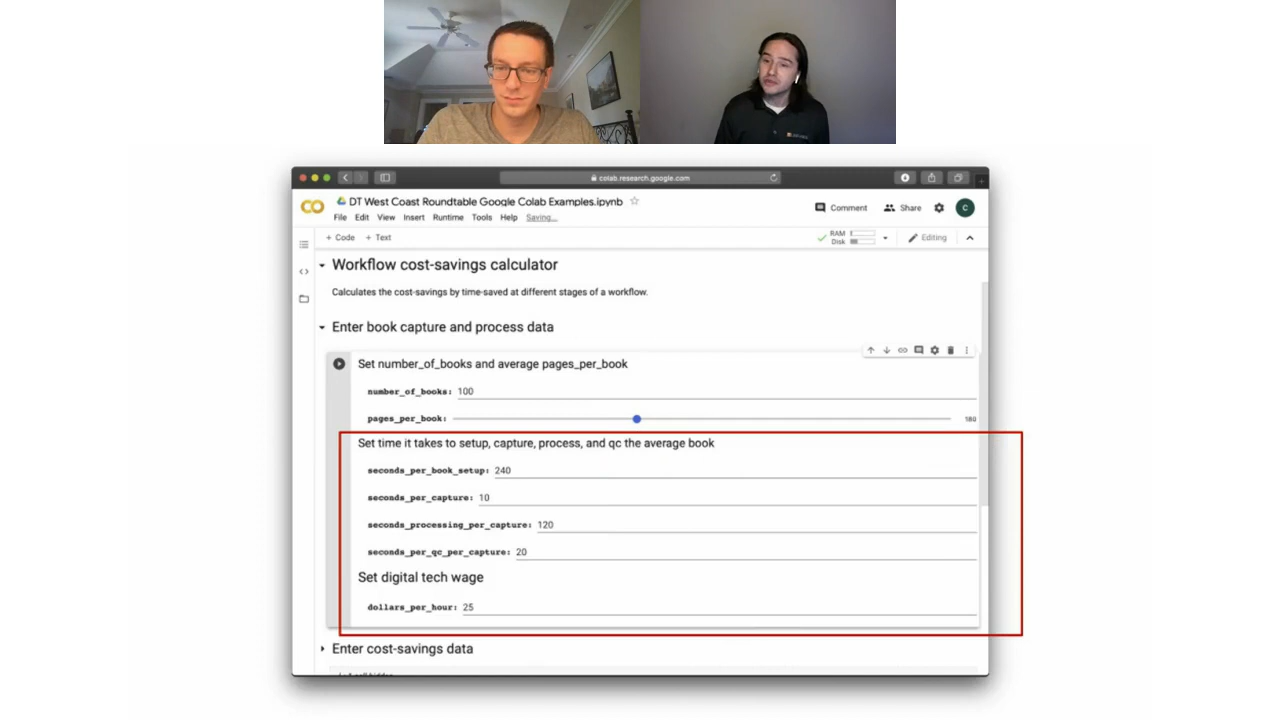 colab.research.google.com
DT West Coast Roundtable Google Colab Examples.ipynb
Comment
Share
C
File Edit View Insert Runtime Tools Help Saving...
+ Code + Text
RAM
Disk
Editing
Workflow cost-savings calculator
Calculates the cost-savings by time-saved at different stages of a workflow.
Enter book capture and process data
Set number_of_books and average pages_per_book
number_of_books: 100
pages_per_book: 180
Set time it takes to setup, capture, process, and qc the average book
seconds_per_book_setup: 240
seconds_per_capture: 10
seconds_processing_per_capture: 120
seconds_per_qc_per_capture: 20
Set digital tech wage
dollars_per_hour: 25
Enter cost-savings data